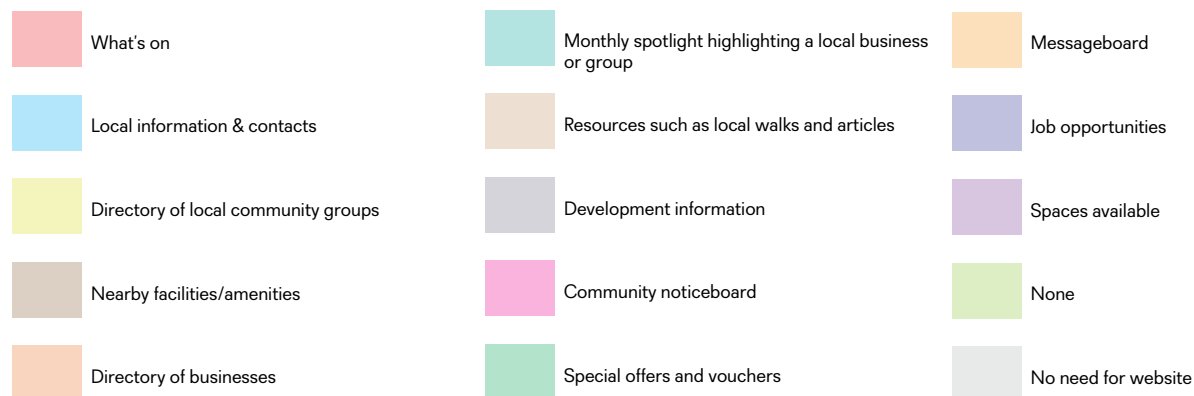 What's on
Local information & contacts
Directory of local community groups
Nearby facilities/amenities
Directory of businesses
Monthly spotlight highlighting a local business
or group
Resources such as local walks and articles
Development information
Community noticeboard
Special offers and vouchers
Messageboard
Job opportunities
Spaces available
None
No need for website